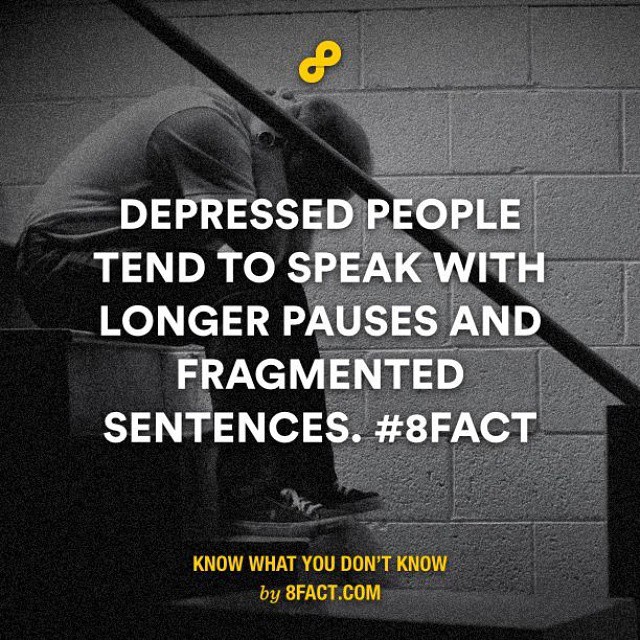 DEPRESSED PEOPLE
TEND TO SPEAK WITH
LONGER PAUSES AND
FRAGMENTED
SENTENCES. #8FACT
KNOW WHAT YOU DON'T KNOW
by 8FACT.COM